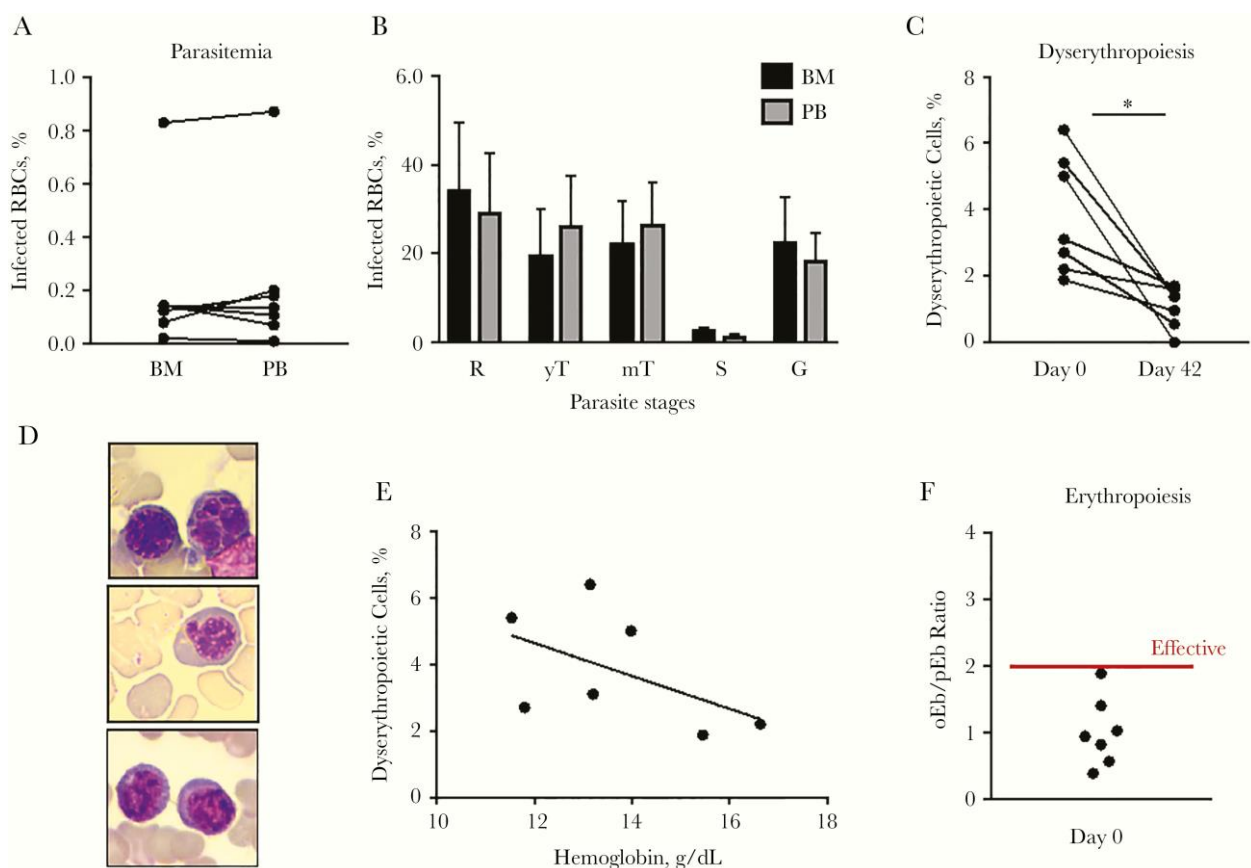 A
Parasitemia
Infected RBCs, %
1.0
0.8
0.6
0.4
0.2
0.0
BM
PB
B
Infected RBCs, %
6.0
40
20
0
BM
PB
R
yT
mT
S
G
Parasite stages
C
Dyserythropoiesis
Dyserythropoietic Cells, %
8
6
4
2
0
*
Day 0
Day 42
D
E
Dyserythropoietic Cells, %
8
6
4
2
0
10
12
14
16
18
Hemoglobin, g/dL
F
Erythropoiesis
oEb/pEb Ratio
4
3
2
1
0
Effective
Day 0